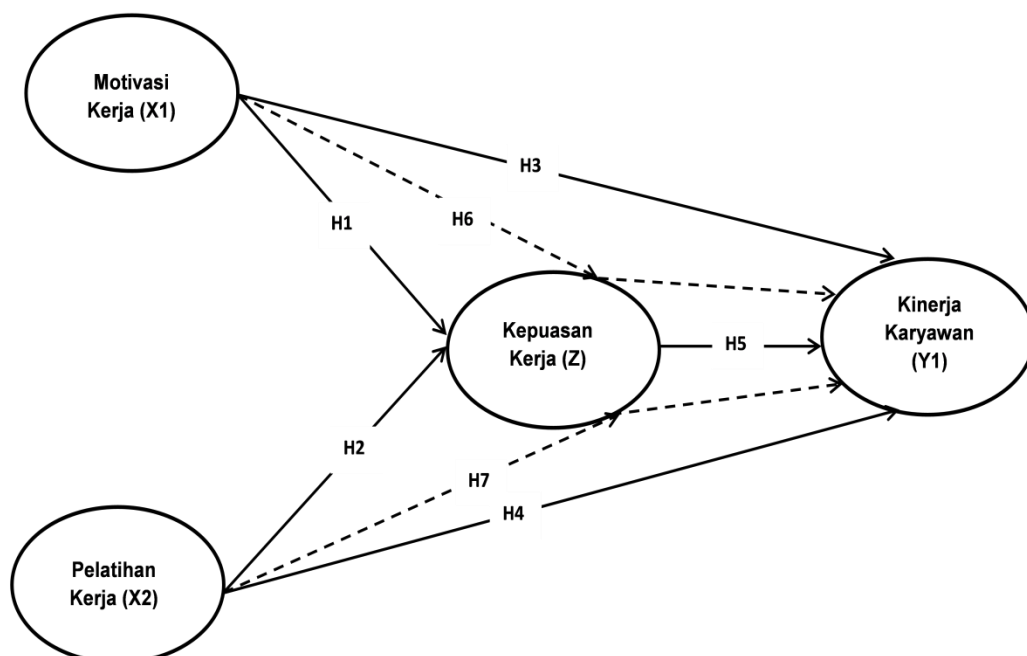 Motivasi
Kerja (X1)
H3
H1
H6
Kepuasan
Kerja (Z)
H5
Kinerja
Karyawan
(Y1)
H2
H7
H4
Pelatihan
Kerja (X2)